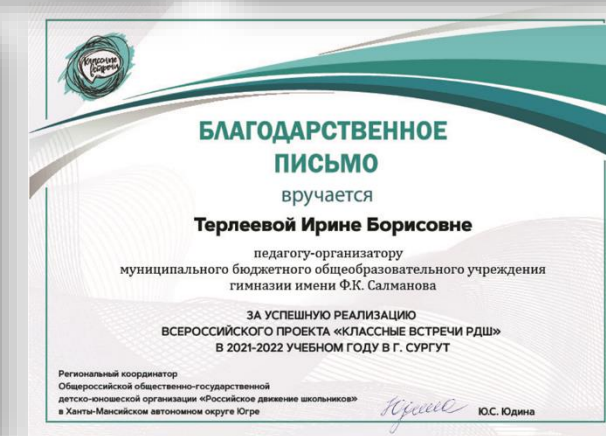 классные
встречи
БЛАГОДАРСТВЕННОЕ
ПИСЬМО
вручается
Терлеевой Ирине Борисовне
педагогу-организатору
муниципального бюджетного общеобразовательного учреждения
гимназии имени Ф.К. Салманова
ЗА УСПЕШНУЮ РЕАЛИЗАЦИЮ
ВСЕРОССИЙСКОГО ПРОЕКТА «КЛАССНЫЕ ВСТРЕЧИ РДШ»
В 2021-2022 УЧЕБНОМ ГОДУ В Г. СУРГУТ
Региональный координатор
Общероссийской общественно-государственной
детско-юношеской организации «Российское движение школьников»
в Ханты-Мансийском автономном округе Югре
Ю.С. Юдина